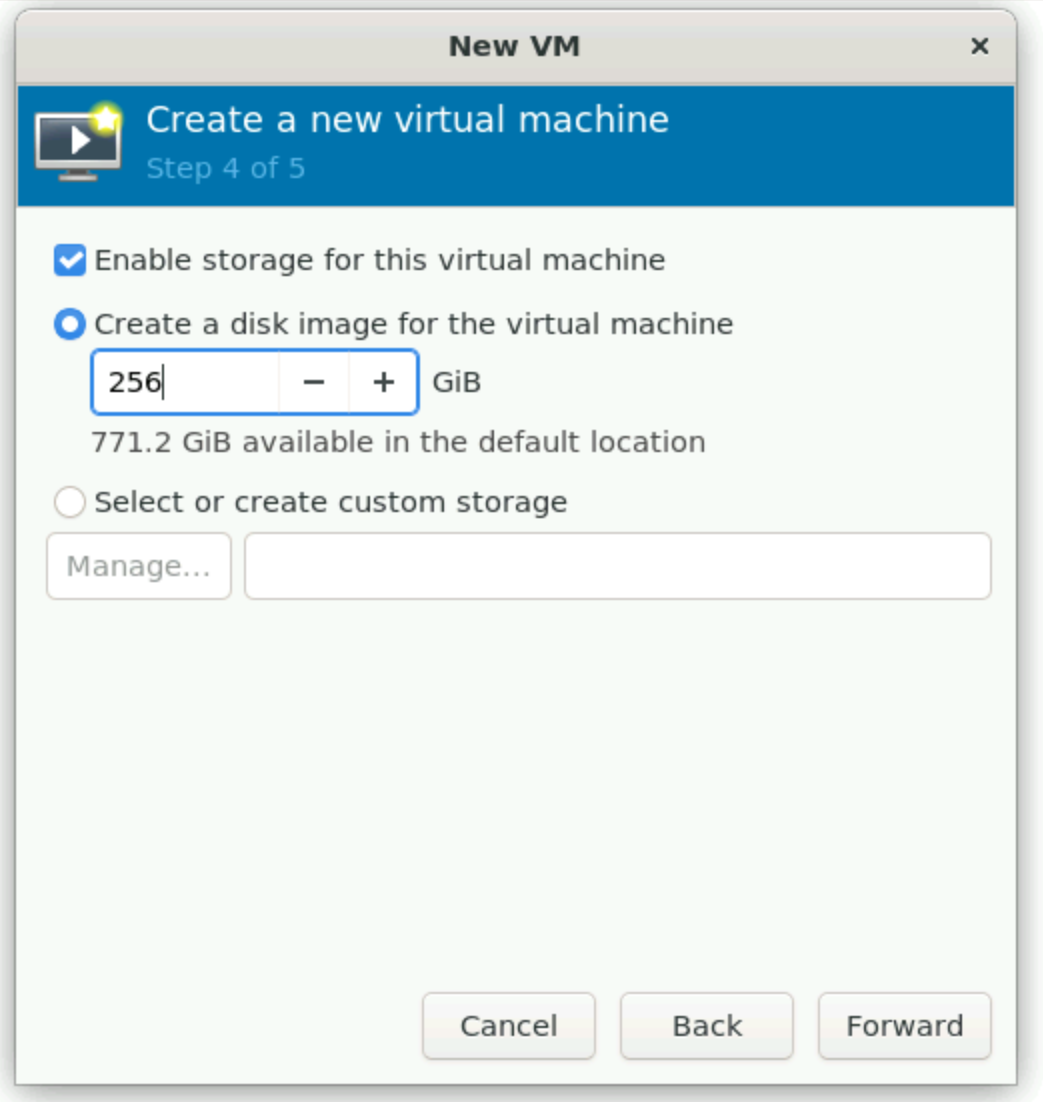 New VM
Create a new virtual machine
Step 4 of 5
Enable storage for this virtual machine
Create a disk image for the virtual machine
256 − + GiB
771.2 GiB available in the default location
Select or create custom storage
Manage...
Cancel Back Forward